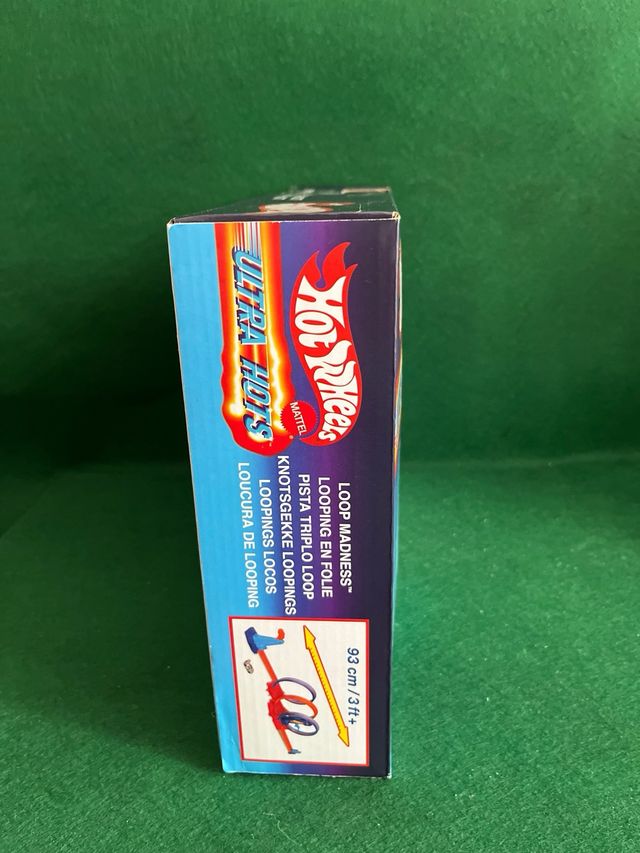 HOT WHEELS
MATTEL
ULTRA HOTS
LOOP MADNESS™
LOOPING EN FOLIE
PISTA TRIPLO LOOP
KNOTSGEKKE LOOPINGS
LOOPINGS LOCOS
LOUCURA DE LOOPING
93 cm / 3 ft +